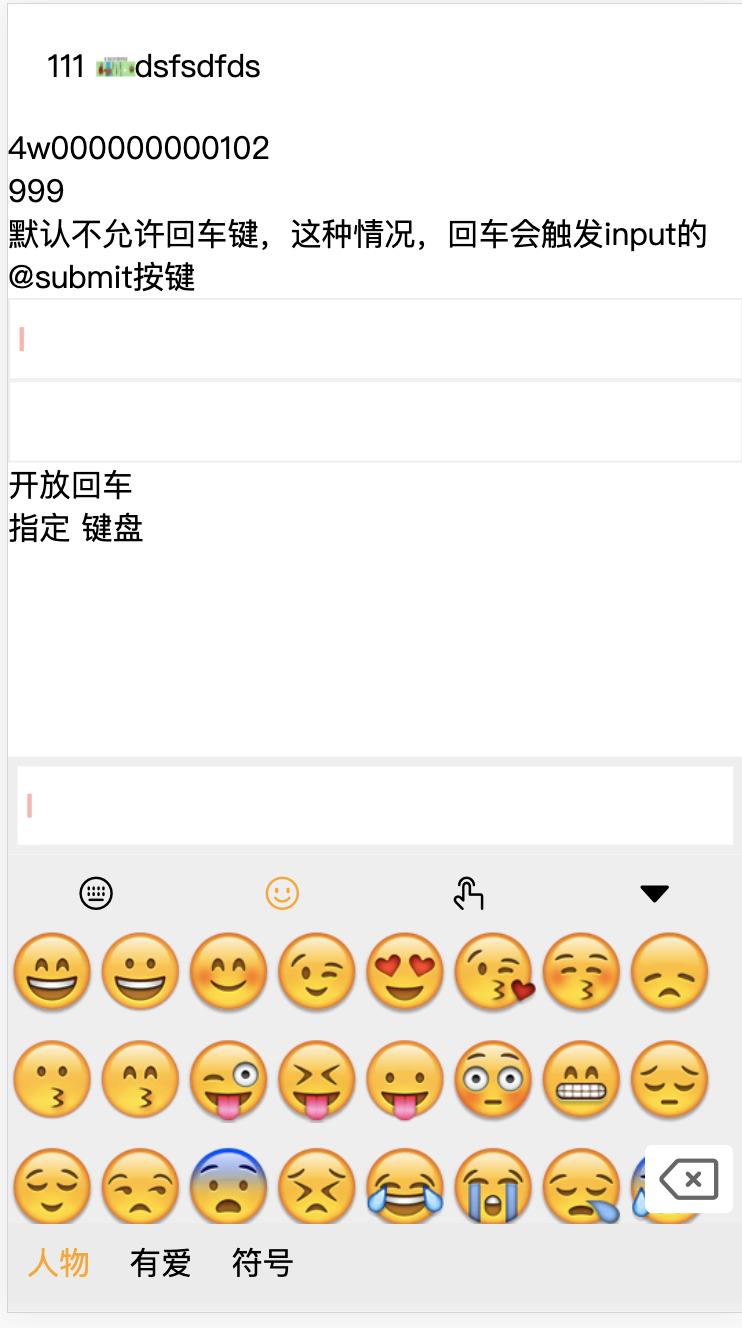 111 dsfsdfds
4w000000000102
999
默认不允许回车键，这种情况，回车会触发input的
@submit按键
开放回车
指定 键盘
人物 有爱 符号